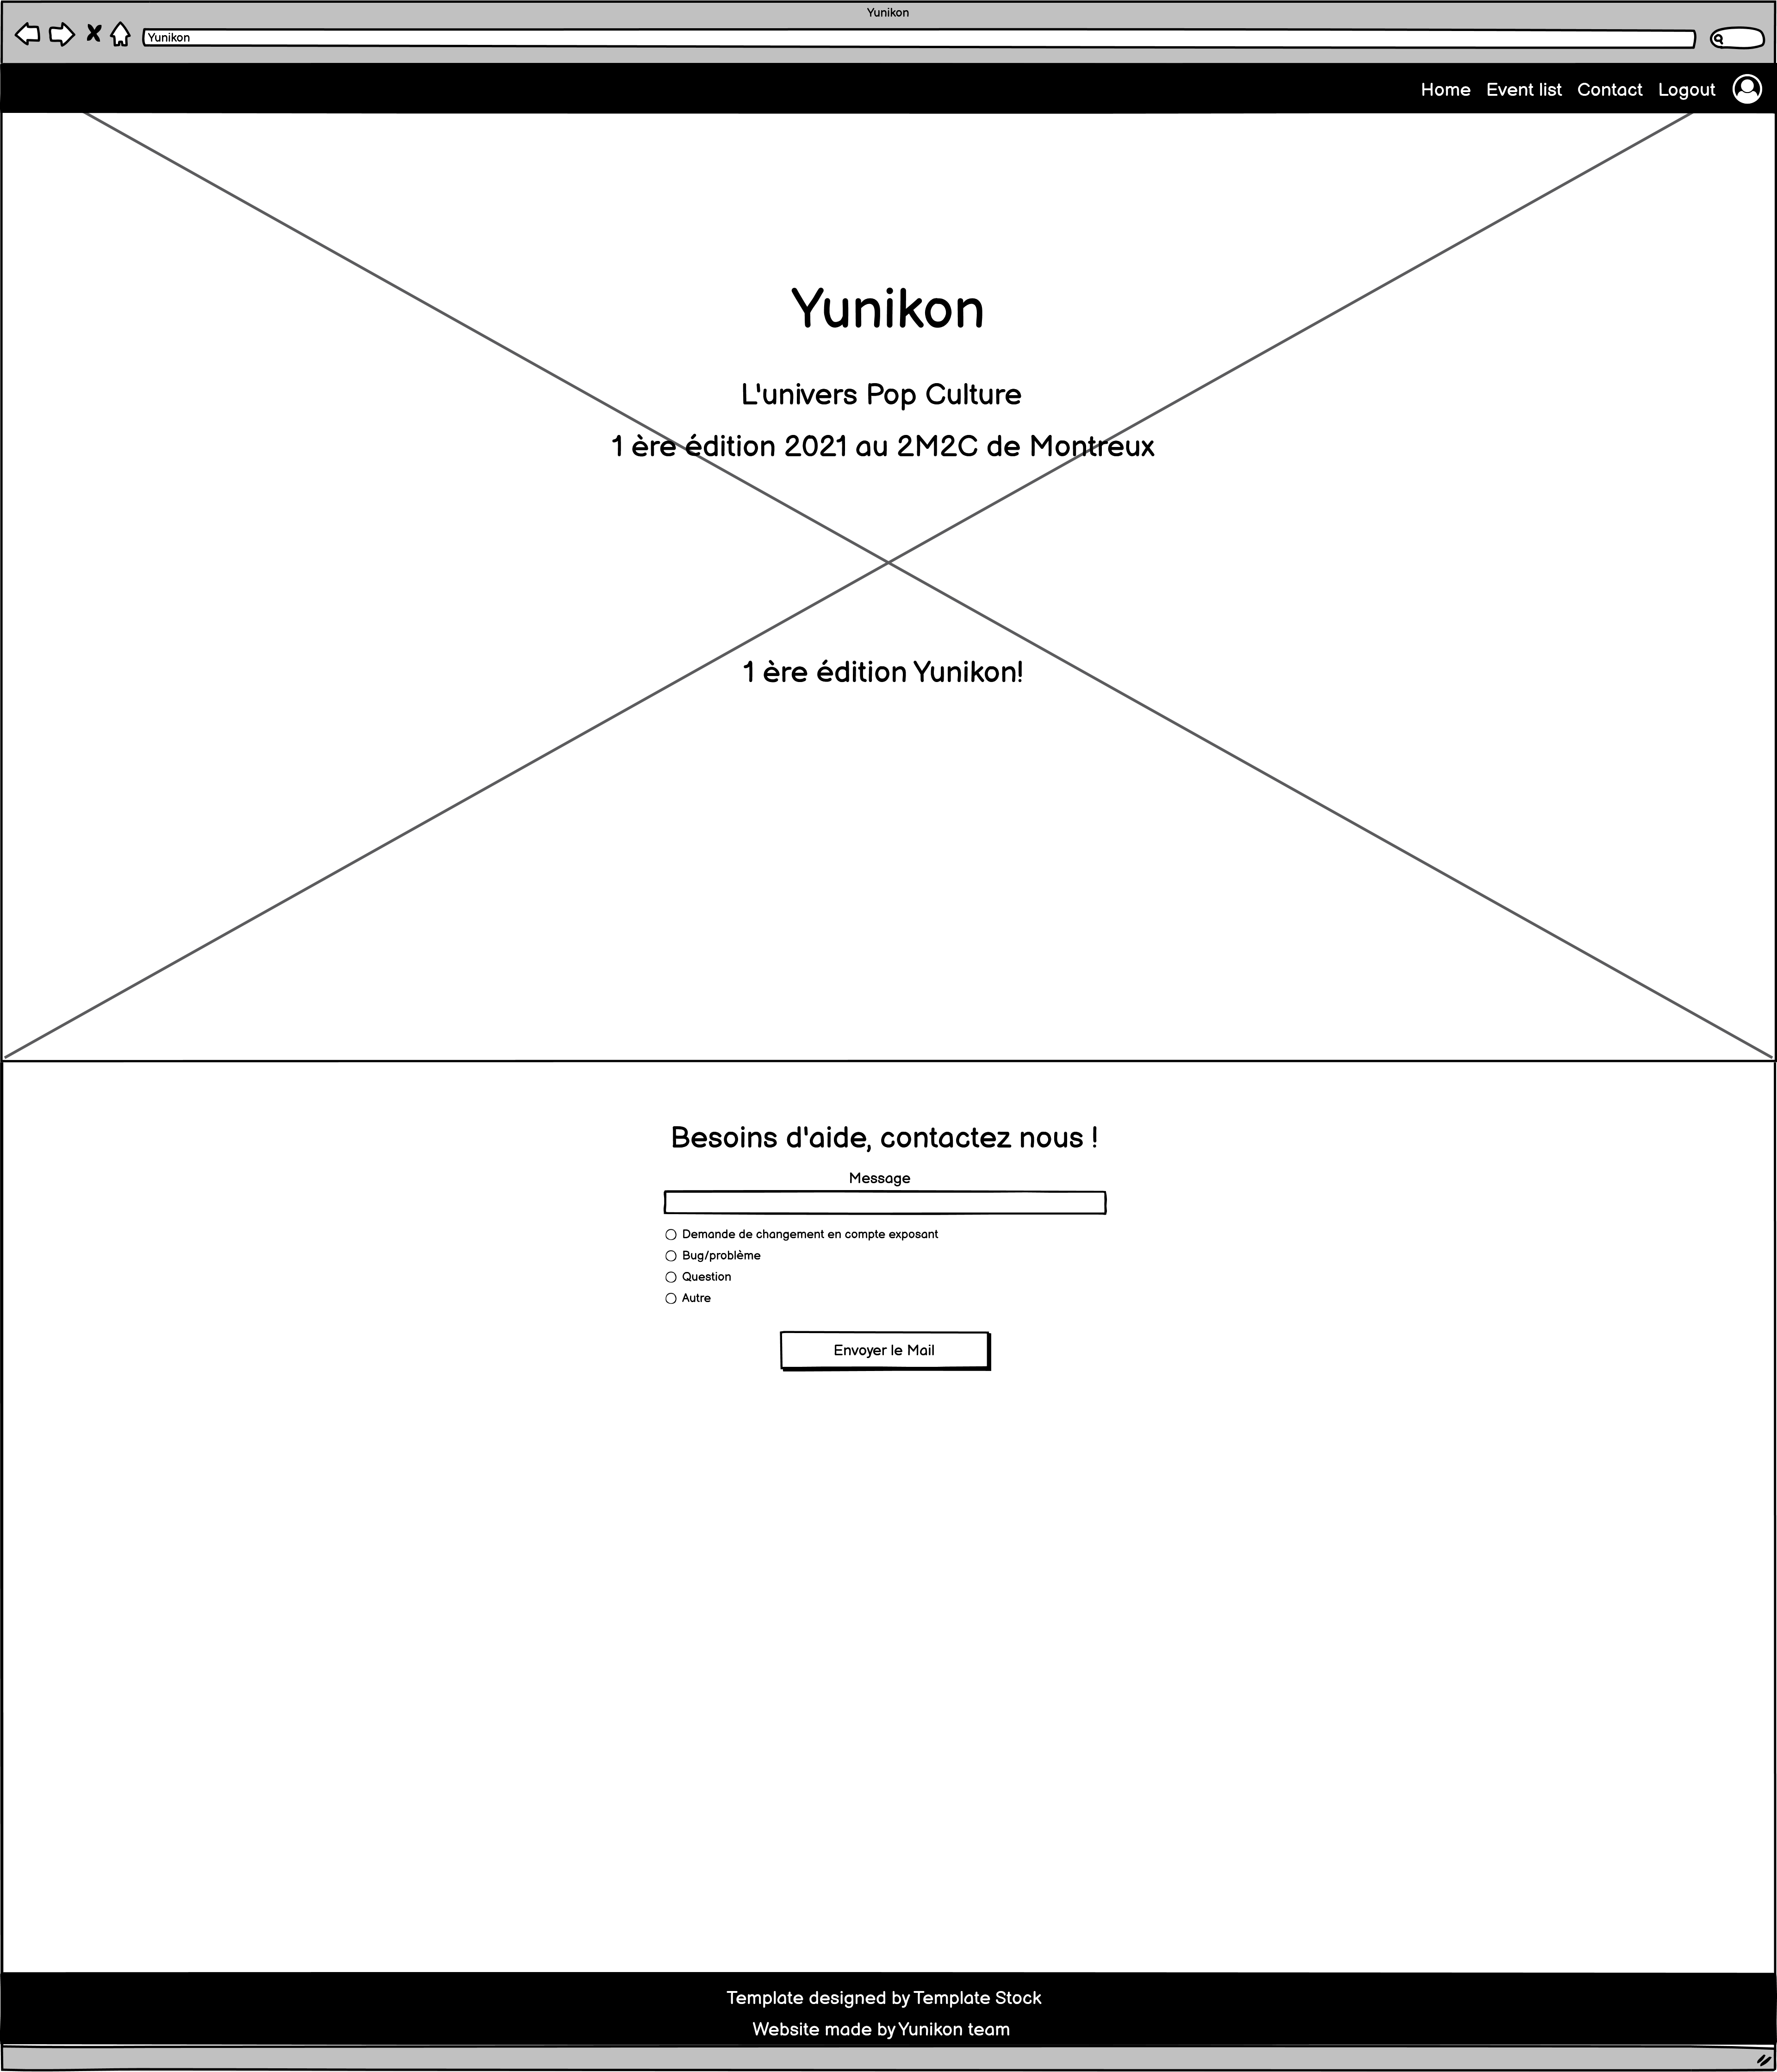 Yunikon
Yunikon
Home Event list Contact Logout
Yunikon
L'univers Pop Culture
1 ère édition 2021 au 2M2C de Montreux
1 ère édition Yunikon!
Besoins d'aide, contactez nous !
Message
Demande de changement en compte exposant
Bug/problème
Question
Autre
Envoyer le Mail
Template designed by Template Stock
Website made by Yunikon team